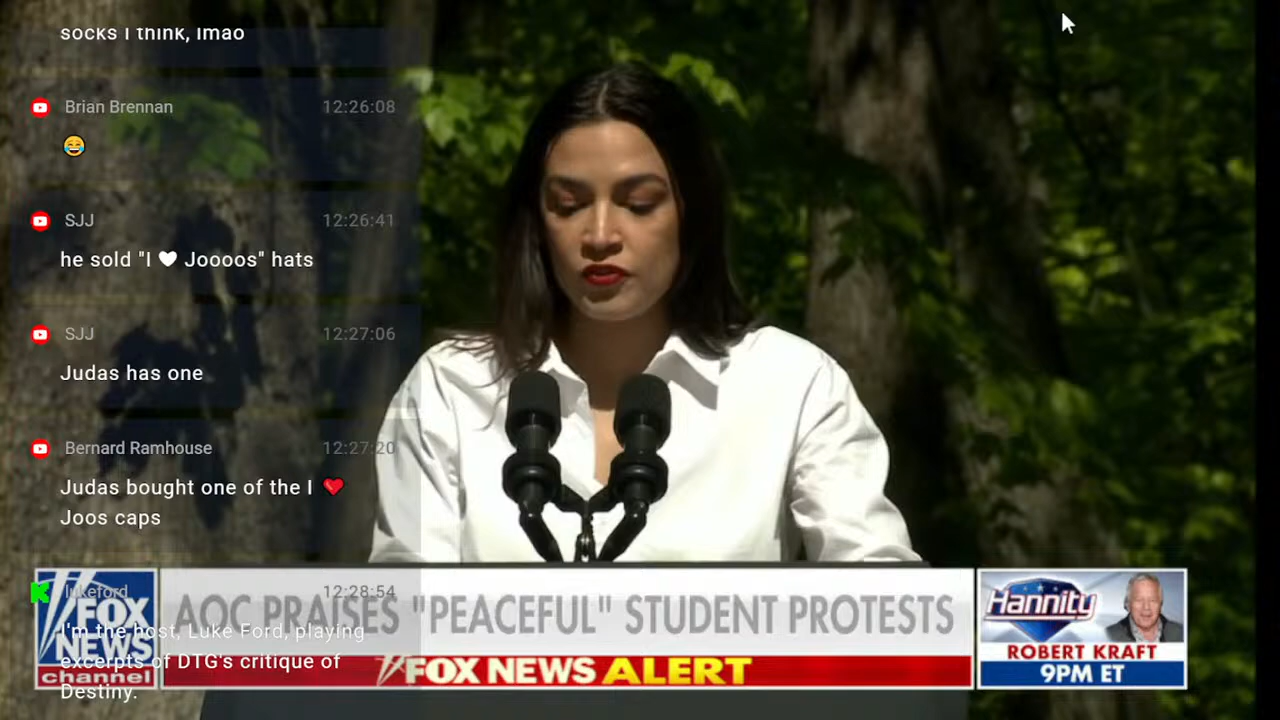 socks I think, lmao
Brian Brennan 12:26:08
😂
SJJ 12:26:41
he sold "I 🤍 Joooos" hats
SJJ 12:27:06
Judas has one
Bernard Ramhouse 12:27:20
Judas bought one of the I ❤️
Joos caps
lukeford 12:28:54
I'm the host, Luke Ford, playing
excerpts of DTG's critique of
Destiny.
FOX
NEWS
channel
AOC PRAISES "PEACEFUL" STUDENT PROTESTS
FOX NEWS ALERT
Hannity
ROBERT KRAFT
9PM ET